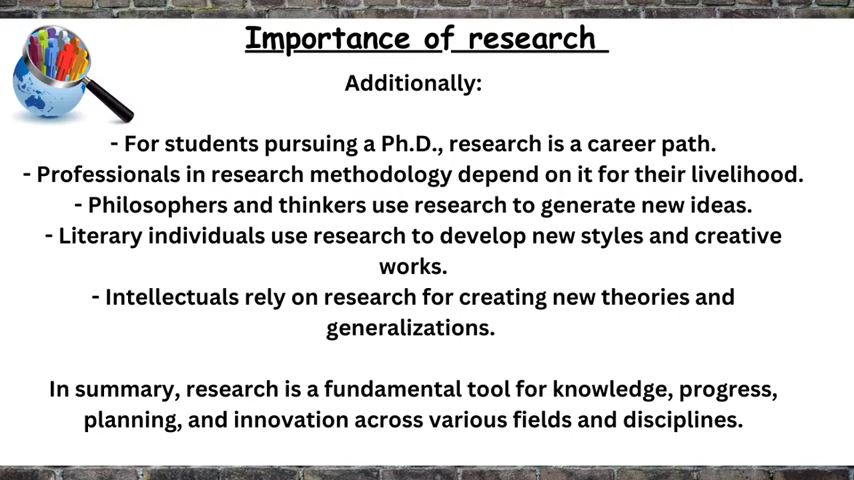 Importance of research
Additionally:
- For students pursuing a Ph.D., research is a career path.
- Professionals in research methodology depend on it for their livelihood.
- Philosophers and thinkers use research to generate new ideas.
- Literary individuals use research to develop new styles and creative
works.
- Intellectuals rely on research for creating new theories and
generalizations.
In summary, research is a fundamental tool for knowledge, progress,
planning, and innovation across various fields and disciplines.